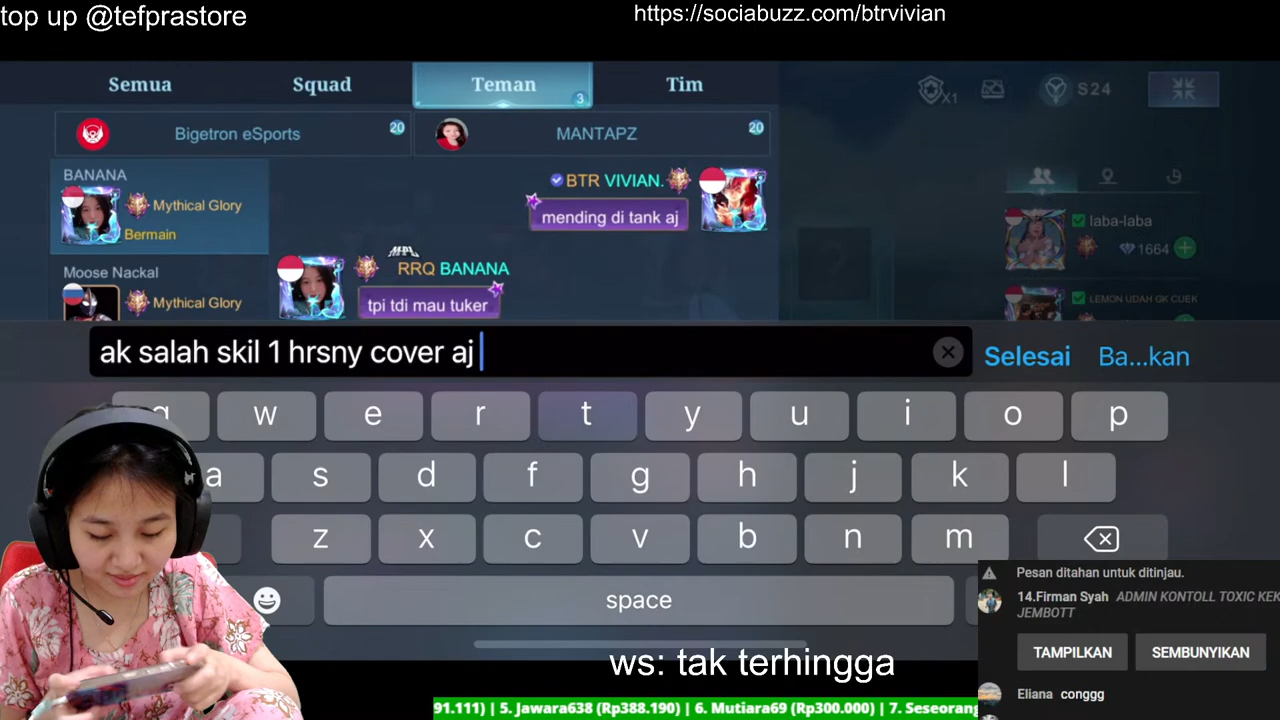 top up @tefprastore
https://sociabuzz.com/btrvivian
Semua
Squad
Teman
3
Tim
X1
S24
Bigetron eSports
20
MANTAPZ
20
BANANA
Mythical Glory
Bermain
BTR VIVIAN.
mending di tank aj
MPL
RRQ BANANA
tpi tdi mau tuker
Moose Nackal
Mythical Glory
laba-laba
1664
LEMON UDAH GK CUEK
ak salah skil 1 hrsny cover aj
Selesai
Ba...kan
q w e r t y u i o p
a s d f g h j k l
z x c v b n m
space
Pesan ditahan untuk ditinjau.
14.Firman Syah ADMIN KONTOLL TOXIC KEK
JEMBOTT
TAMPILKAN
SEMBUNYIKAN
Eliana conggg
ws: tak terhingga
91.111) | 5. Jawara638 (Rp388.190) | 6. Mutiara69 (Rp300.000) | 7. Seseorang